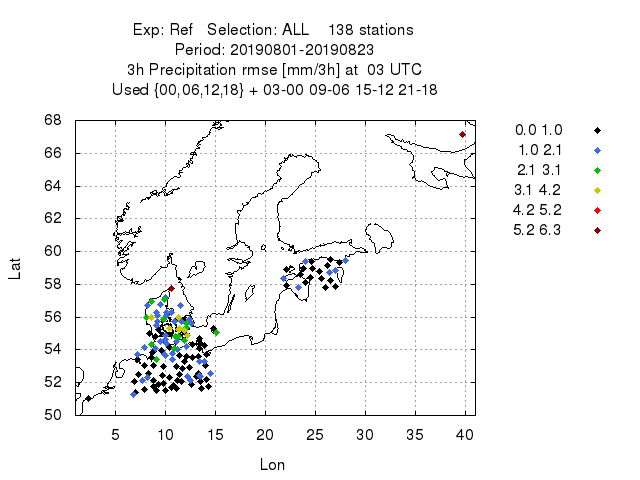 Exp: Ref   Selection: ALL    138 stations
Period: 20190801-20190823
3h Precipitation rmse [mm/3h] at  03 UTC
Used {00,06,12,18} + 03-00 09-06 15-12 21-18
68
66
64
62
60
58
56
54
52
50
Lat
5 10 15 20 25 30 35 40
Lon
0.0 1.0
1.0 2.1
2.1 3.1
3.1 4.2
4.2 5.2
5.2 6.3